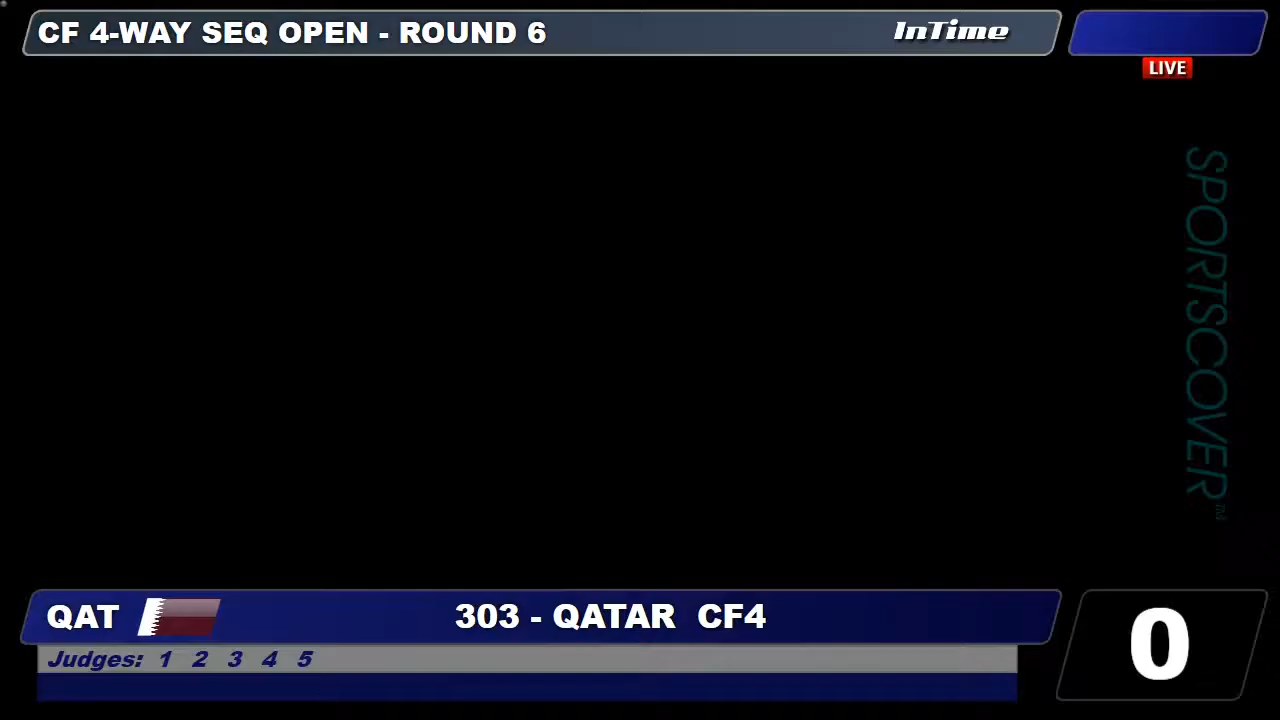 CF 4-WAY SEQ OPEN - ROUND 6
InTime
LIVE
SPORTSCOVER™
QAT
303 - QATAR CF4
0
Judges: 1 2 3 4 5